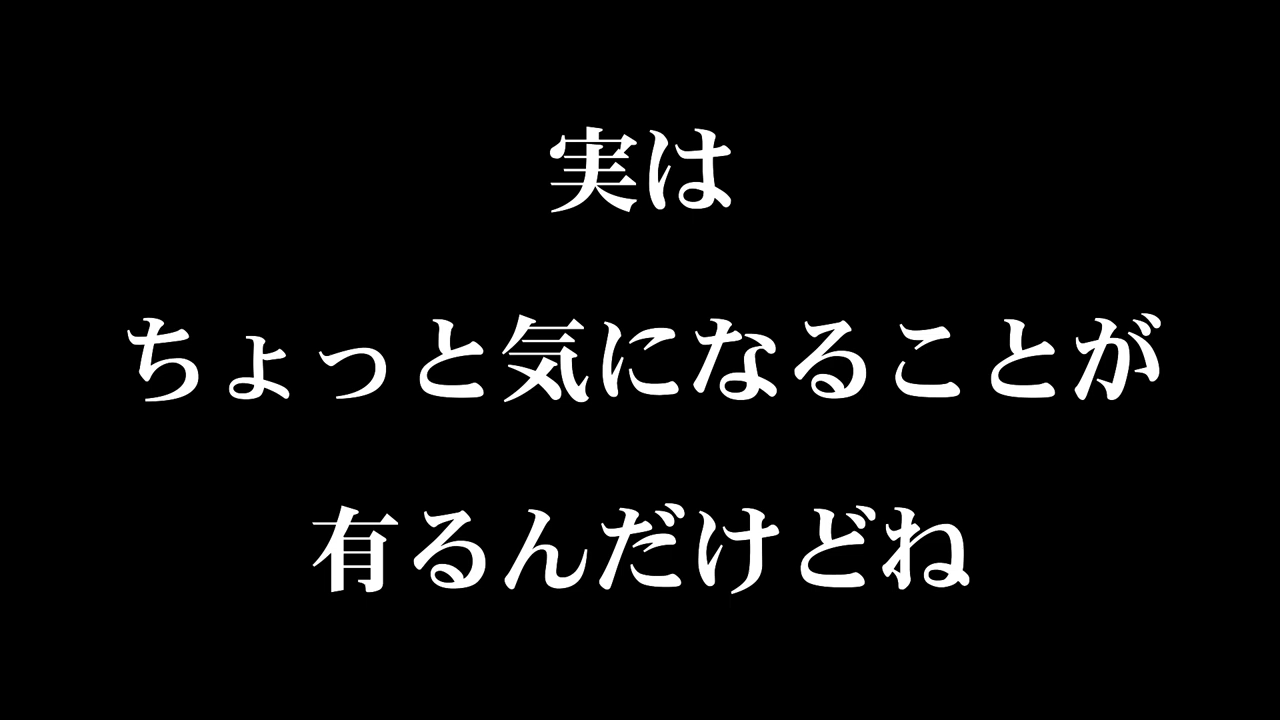 実は
ちょっと気になることが
有るんだけどね